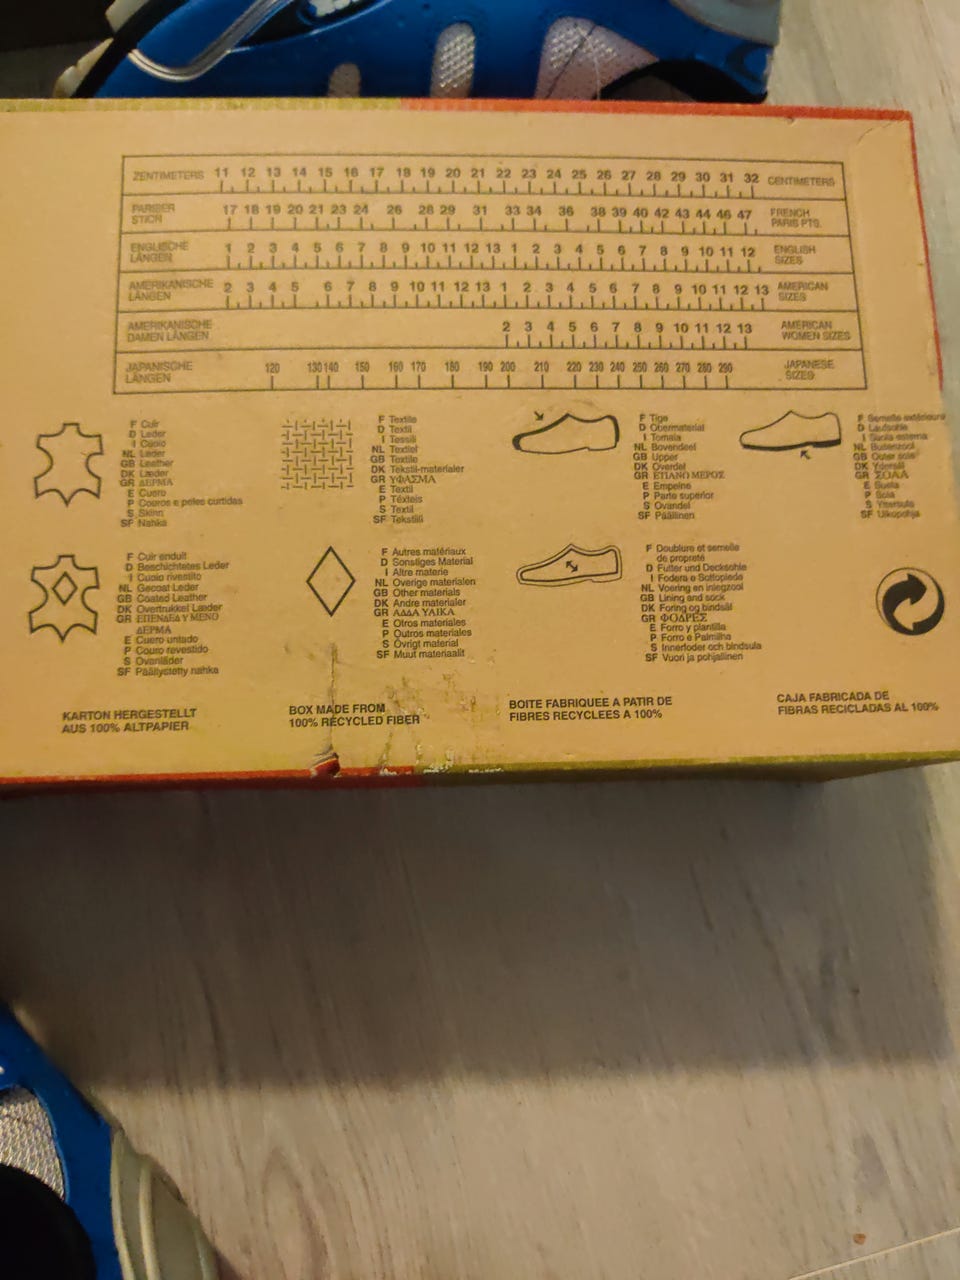 ZENTIMETERS 11 12 13 14 15 16 17 18 19 20 21 22 23 24 25 26 27 28 29 30 31 32 CENTIMETERS
PARISER STICH 17 18 19 20 21 23 24 26 28 29 31 33 34 36 38 39 40 42 43 44 46 47 FRENCH PARIS PTS.
ENGLISCHE LÄNGEN 1 2 3 4 5 6 7 8 9 10 11 12 13 1 2 3 4 5 6 7 8 9 10 11 12 ENGLISH SIZES
AMERIKANISCHE LÄNGEN 2 3 4 5 6 7 8 9 10 11 12 13 1 2 3 4 5 6 7 8 9 10 11 12 13 AMERICAN SIZES
AMERIKANISCHE DAMEN LÄNGEN 2 3 4 5 6 7 8 9 10 11 12 13 AMERICAN WOMEN SIZES
JAPANISCHE LÄNGEN 120 130 140 150 160 170 180 190 200 210 220 230 240 250 260 270 280 290 JAPANESE SIZES
F Cuir
D Leder
I Cuoio
NL Leder
GB Leather
DK Læder
GR ΔΕΡΜΑ
E Cuero
P Couros e peles curtidas
S Skinn
SF Nahka
F Textile
D Textil
I Tessili
NL Textiel
GB Textile
DK Tekstil-materialer
GR ΥΦΑΣΜΑ
E Textil
P Têxteis
S Textil
SF Tekstiili
F Tige
D Obermaterial
I Tomaia
NL Bovendeel
GB Upper
DK Overdel
GR ΕΠΑΝΩ ΜΕΡΟΣ
E Empeine
P Parte superior
S Ovandel
SF Päällinen
F Semelle extérieure
D Laufsohle
I Suola esterna
NL Buitenzool
GB Outer sole
DK Ydersål
GR ΣΟΛΑ
E Suela
P Sola
S Yttersula
SF Ulkopohja
F Cuir enduit
D Beschichtetes Leder
I Cuoio rivestito
NL Gecoat Leder
GB Coated Leather
DK Overtrukket Læder
GR ΕΠΕΝΔΕΔΥΜΕΝΟ
ΔΕΡΜΑ
E Cuero untado
P Couro revestido
S Ovanläder
SF Päällystetty nahka
F Autres matériaux
D Sonstiges Material
I Altre materie
NL Overige materialen
GB Other materials
DK Andre materialer
GR ΑΛΛΑ ΥΛΙΚΑ
E Otros materiales
P Outros materiales
S Övrigt material
SF Muut materiaalit
F Doublure et semelle
de propreté
D Futter und Decksohle
I Fodera e Sottopiede
NL Voering en inlegzool
GB Lining and sock
DK Foring og bindsål
GR ΦΟΔΡΕΣ
E Forro y plantilla
P Forro e Palmilha
S Innerfoder och bindsula
SF Vuori ja pohjallinen
KARTON HERGESTELLT
AUS 100% ALTPAPIER
BOX MADE FROM
100% RECYCLED FIBER
BOITE FABRIQUEE A PATIR DE
FIBRES RECYCLEES A 100%
CAJA FABRICADA DE
FIBRAS RECICLADAS AL 100%